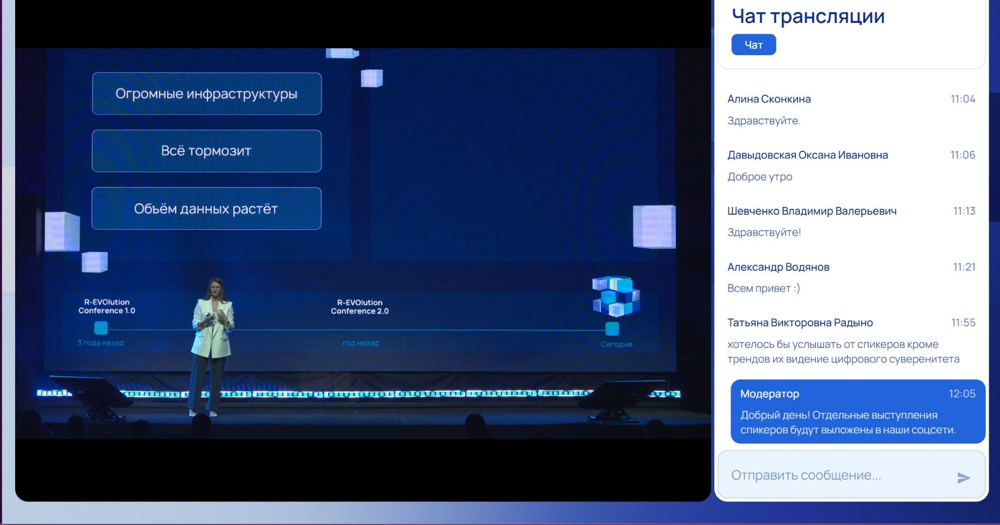 Огромные инфраструктуры
Всё тормозит
Объём данных растёт
R-EVOlution
Conference 1.0
3 года назад
R-EVOlution
Conference 2.0
год назад
Сегодня
Чат трансляции
Чат
Алина Сконкина 11:04
Здравствуйте.
Давыдовская Оксана Ивановна 11:06
Доброе утро
Шевченко Владимир Валерьевич 11:13
Здравствуйте!
Александр Водянов 11:21
Всем привет :)
Татьяна Викторовна Радыно 11:55
хотелось бы услышать от спикеров кроме
трендов их видение цифрового суверенитета
Модератор 12:05
Добрый день! Отдельные выступления
спикеров будут выложены в наши соцсети.
Отправить сообщение...